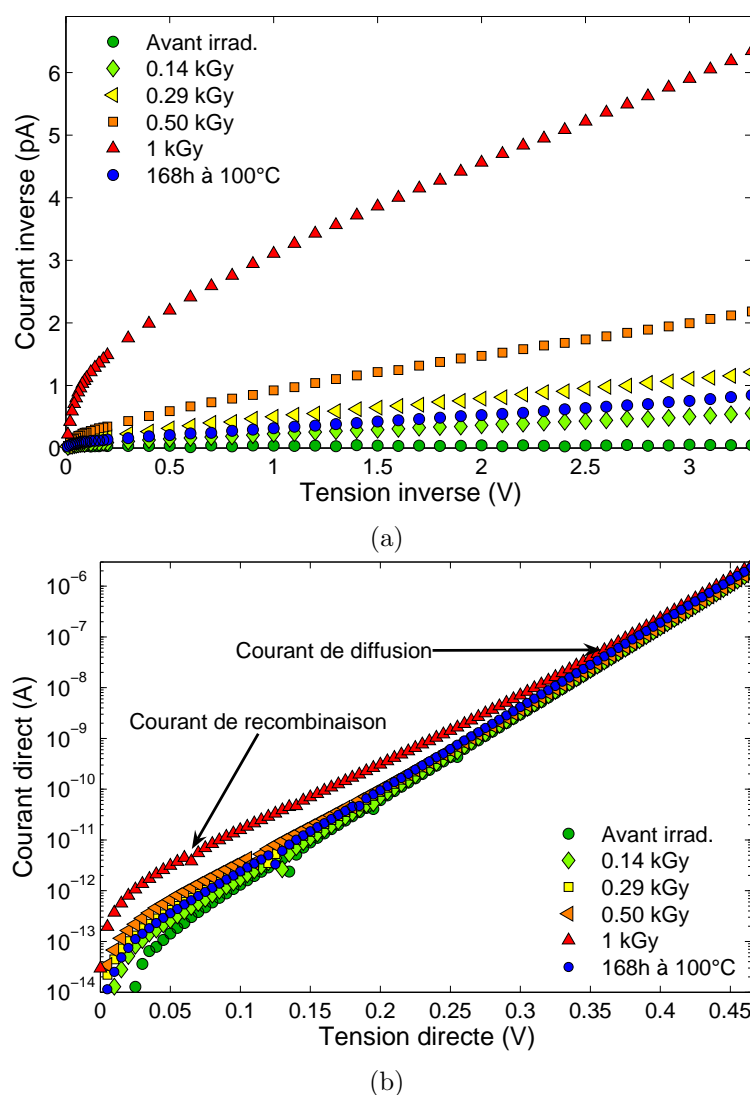 6
5
4
3
2
1
0
Courant inverse (pA)
Avant irrad.
0.14 kGy
0.29 kGy
0.50 kGy
1 kGy
168h à 100°C
0 0.5 1 1.5 2 2.5 3
Tension inverse (V)
(a)
10⁻⁶
10⁻⁷
10⁻⁸
10⁻⁹
10⁻¹⁰
10⁻¹¹
10⁻¹²
10⁻¹³
10⁻¹⁴
Courant direct (A)
Courant de diffusion
Courant de recombinaison
Avant irrad.
0.14 kGy
0.29 kGy
0.50 kGy
1 kGy
168h à 100°C
0 0.05 0.1 0.15 0.2 0.25 0.3 0.35 0.4 0.45
Tension directe (V)
(b)